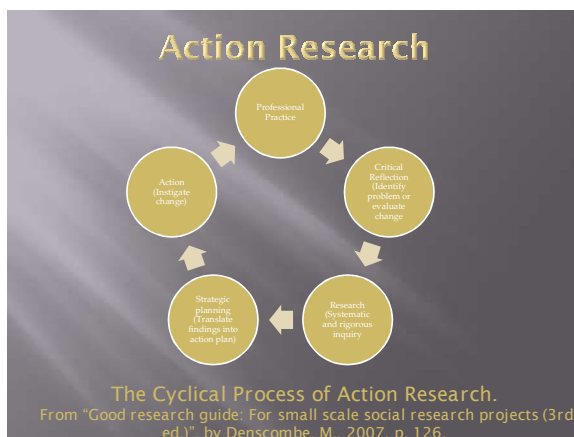 Action Research
Professional
Practice
Critical
Reflection
(Identify
problem or
evaluate
change
Research
(Systematic
and rigorous
inquiry
Strategic
planning
(Translate
findings into
action plan)
Action
(Instigate
change)
The Cyclical Process of Action Research.
From "Good research guide: For small scale social research projects (3rd
ed.)", by Denscombe, M., 2007, p. 126.